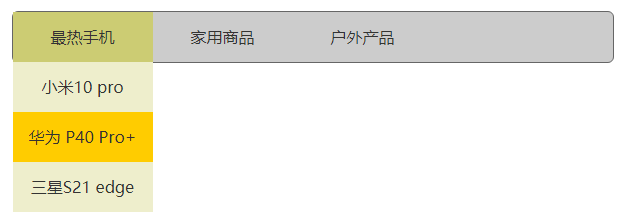 最热手机 家用商品 户外产品
小米10 pro
华为 P40 Pro+
三星S21 edge